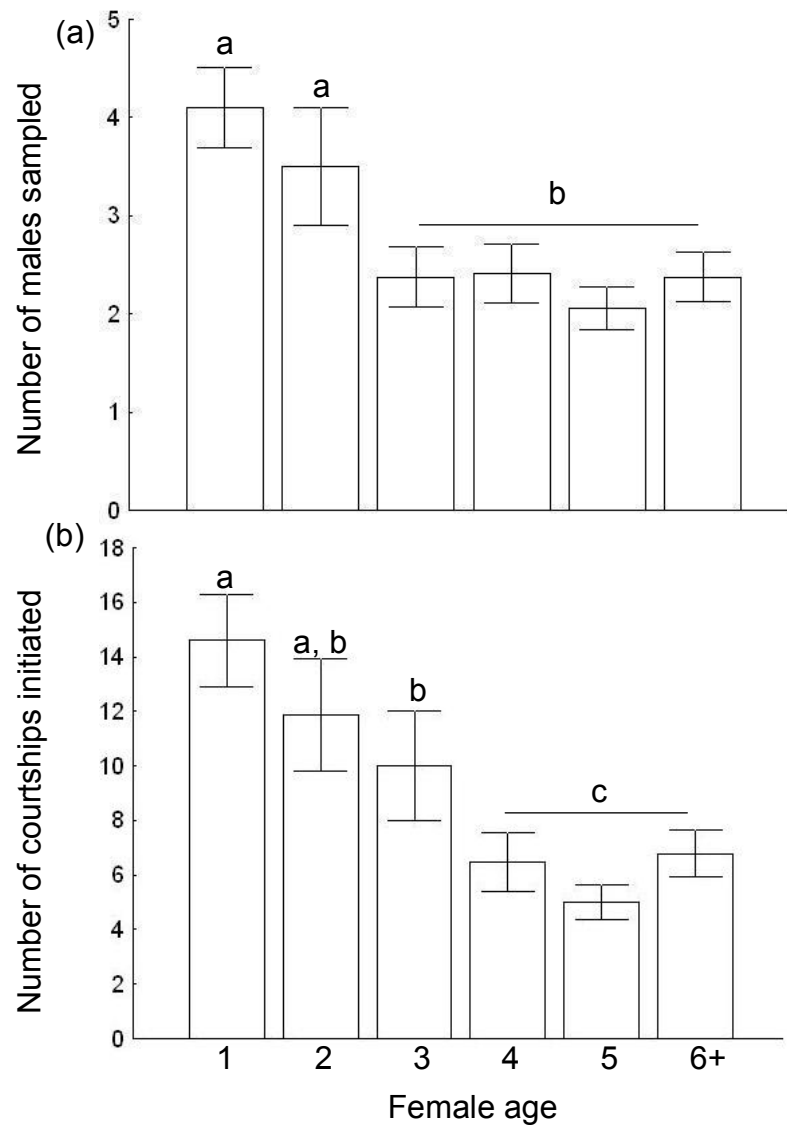 (a)
Number of males sampled
5
4
3
2
1
0
a
a
b
(b)
Number of courtships initiated
18
16
14
12
10
8
6
4
2
0
a
a, b
b
c
1 2 3 4 5 6+
Female age